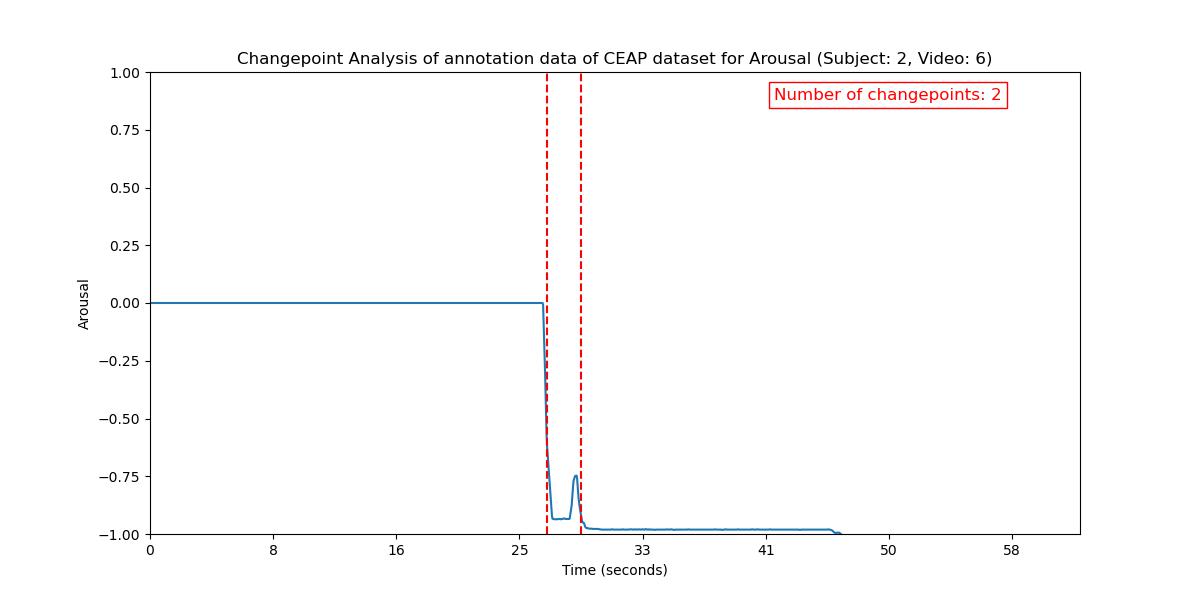 Changepoint Analysis of annotation data of CEAP dataset for Arousal (Subject: 2, Video: 6)
Number of changepoints: 2
1.00
0.75
0.50
0.25
0.00
−0.25
−0.50
−0.75
−1.00
Arousal
0 8 16 25 33 41 50 58
Time (seconds)